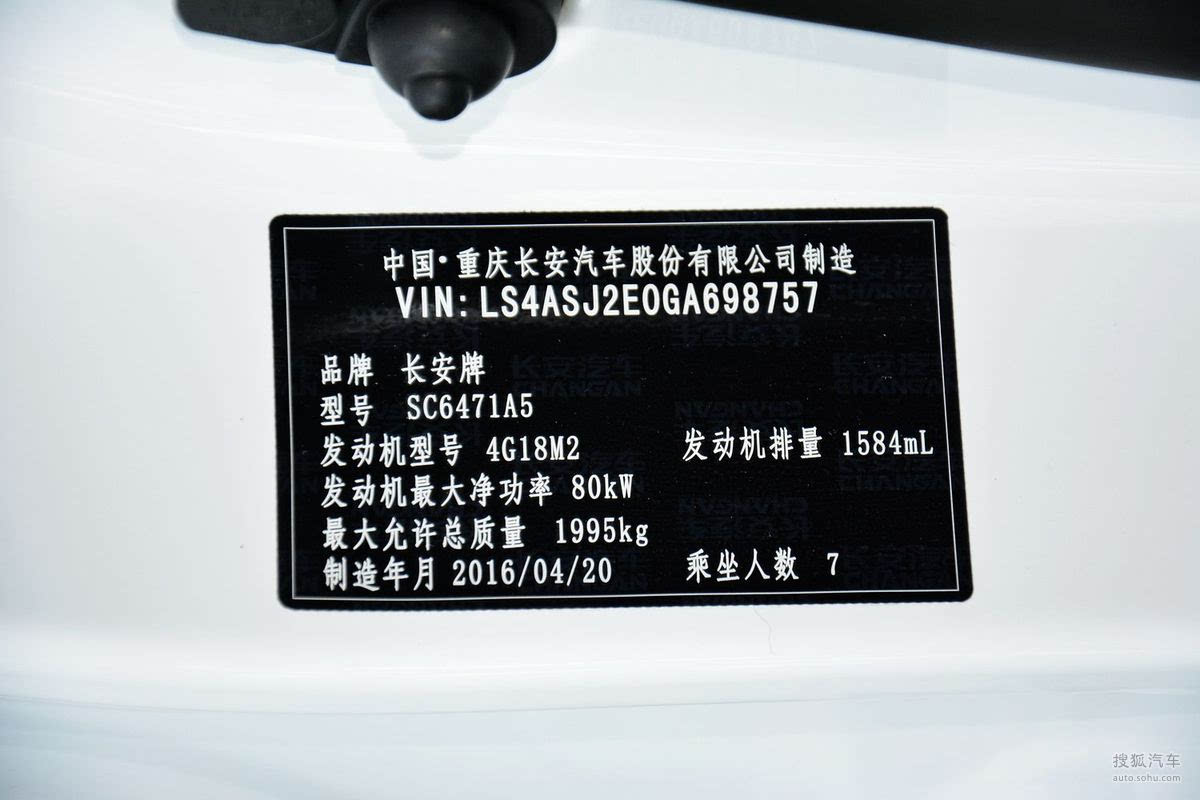 中国·重庆长安汽车股份有限公司制造
VIN: LS4ASJ2E0GA698757
品牌 长安牌
型号 SC6471A5
发动机型号 4G18M2 发动机排量 1584mL
发动机最大净功率 80kW
最大允许总质量 1995kg
制造年月 2016/04/20 乘坐人数 7
搜狐汽车
auto.sohu.com